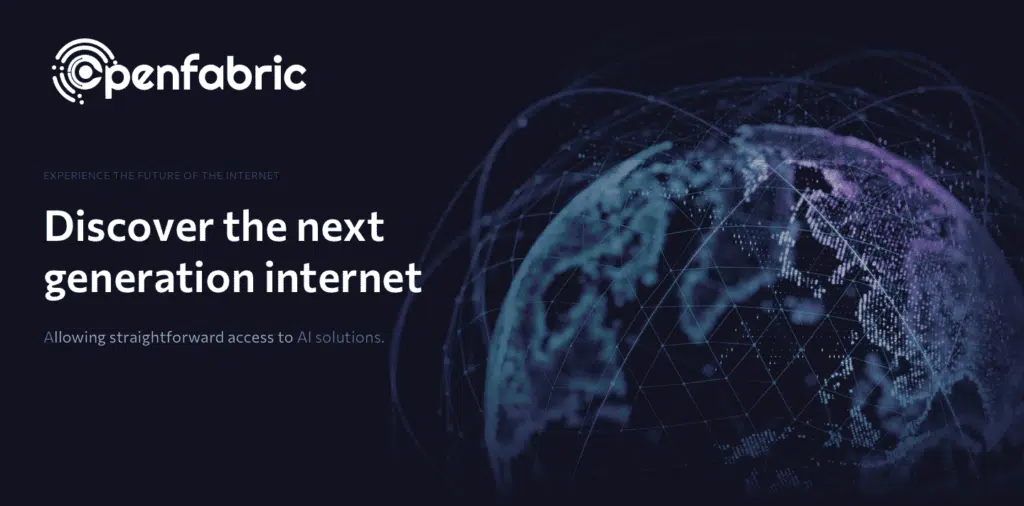 Openfabric
EXPERIENCE THE FUTURE OF THE INTERNET
Discover the next
generation internet
Allowing straightforward access to AI solutions.